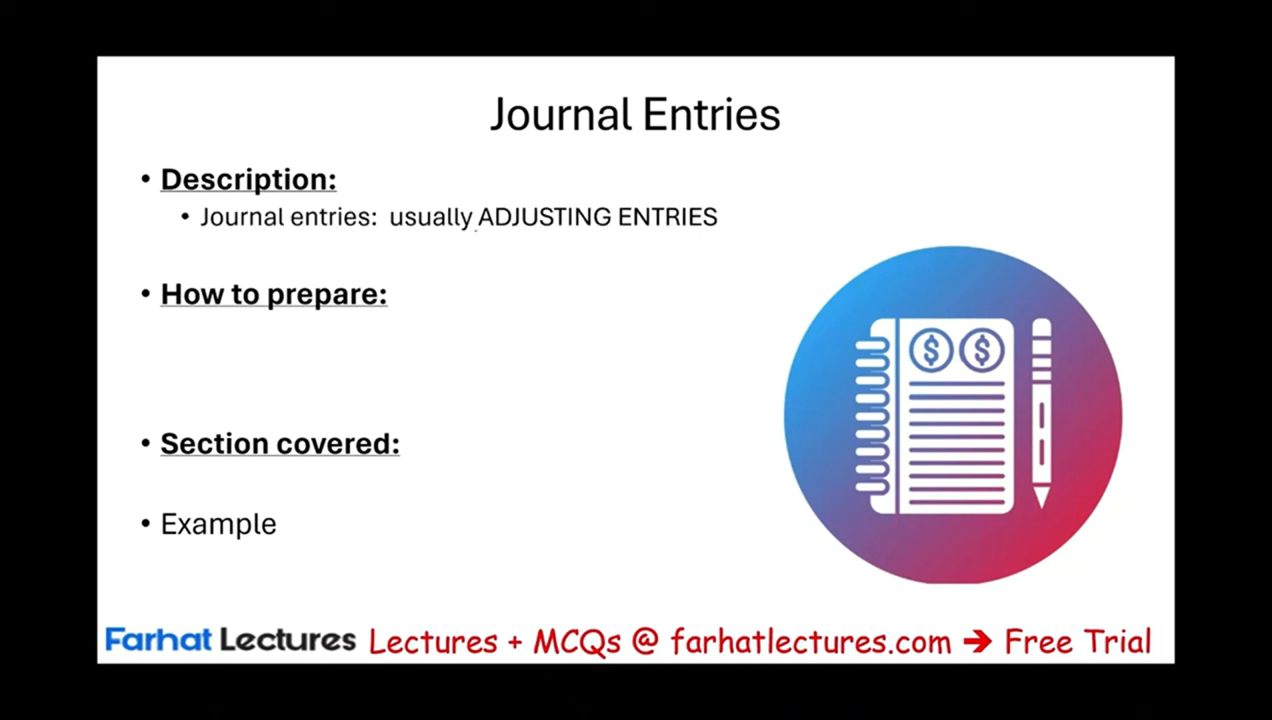 Journal Entries
• Description:
• Journal entries: usually ADJUSTING ENTRIES
• How to prepare:
• Section covered:
• Example
$ $
Farhat Lectures Lectures + MCQs @ farhatlectures.com ➔ Free Trial